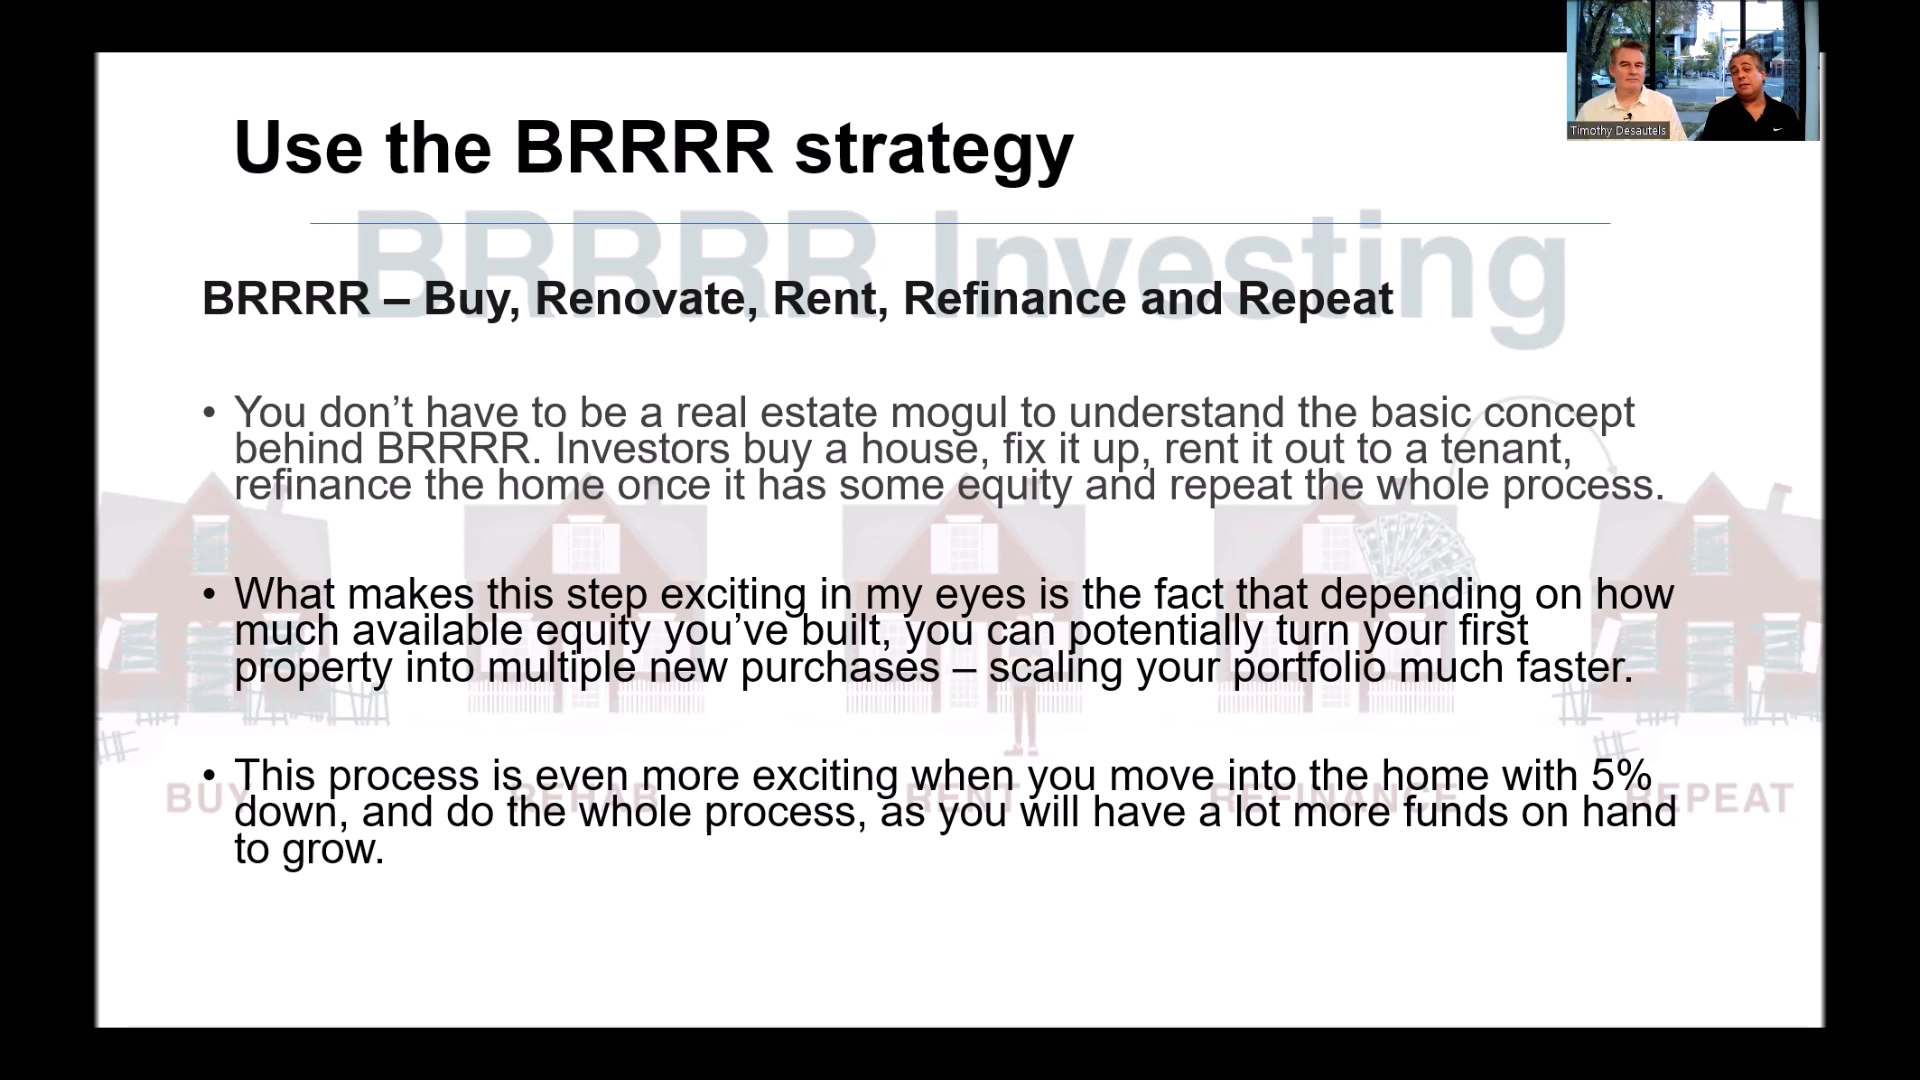 Timothy Desautels
Use the BRRRR strategy
BRRRR Investing
BRRRR – Buy, Renovate, Rent, Refinance and Repeat
• You don’t have to be a real estate mogul to understand the basic concept
behind BRRRR. Investors buy a house, fix it up, rent it out to a tenant,
refinance the home once it has some equity and repeat the whole process.
• What makes this step exciting in my eyes is the fact that depending on how
much available equity you’ve built, you can potentially turn your first
property into multiple new purchases – scaling your portfolio much faster.
• This process is even more exciting when you move into the home with 5%
down, and do the whole process, as you will have a lot more funds on hand
to grow.
BUY REHAB RENT REFINANCE REPEAT